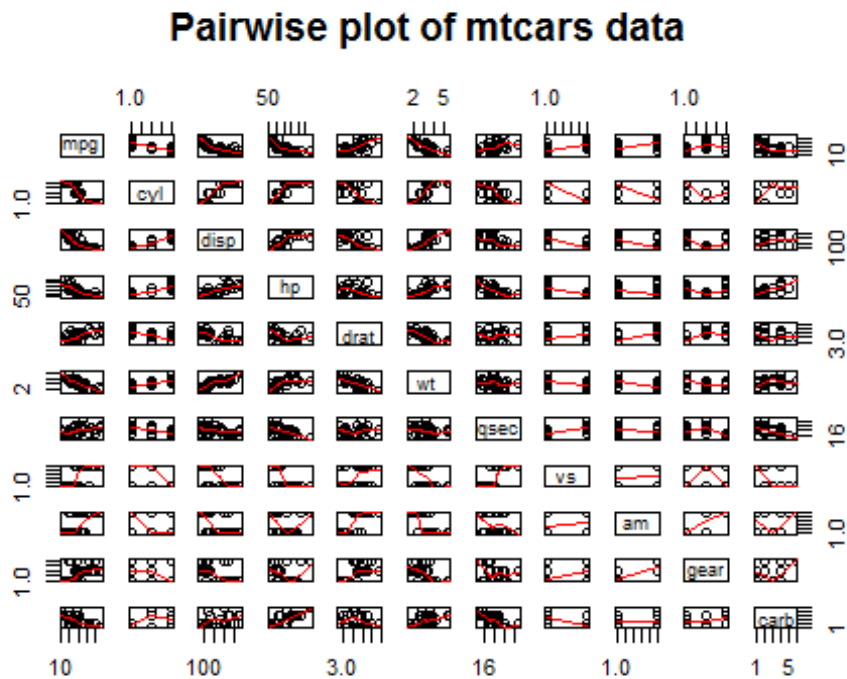 Pairwise plot of mtcars data
1.0 50 2 5 1.0 1.0
mpg 10
1.0 cyl
disp 100
50 hp
drat 3.0
2 wt
qsec 16
1.0 vs
am 1.0
1.0 gear
carb 1
10 100 3.0 16 1.0 1 5